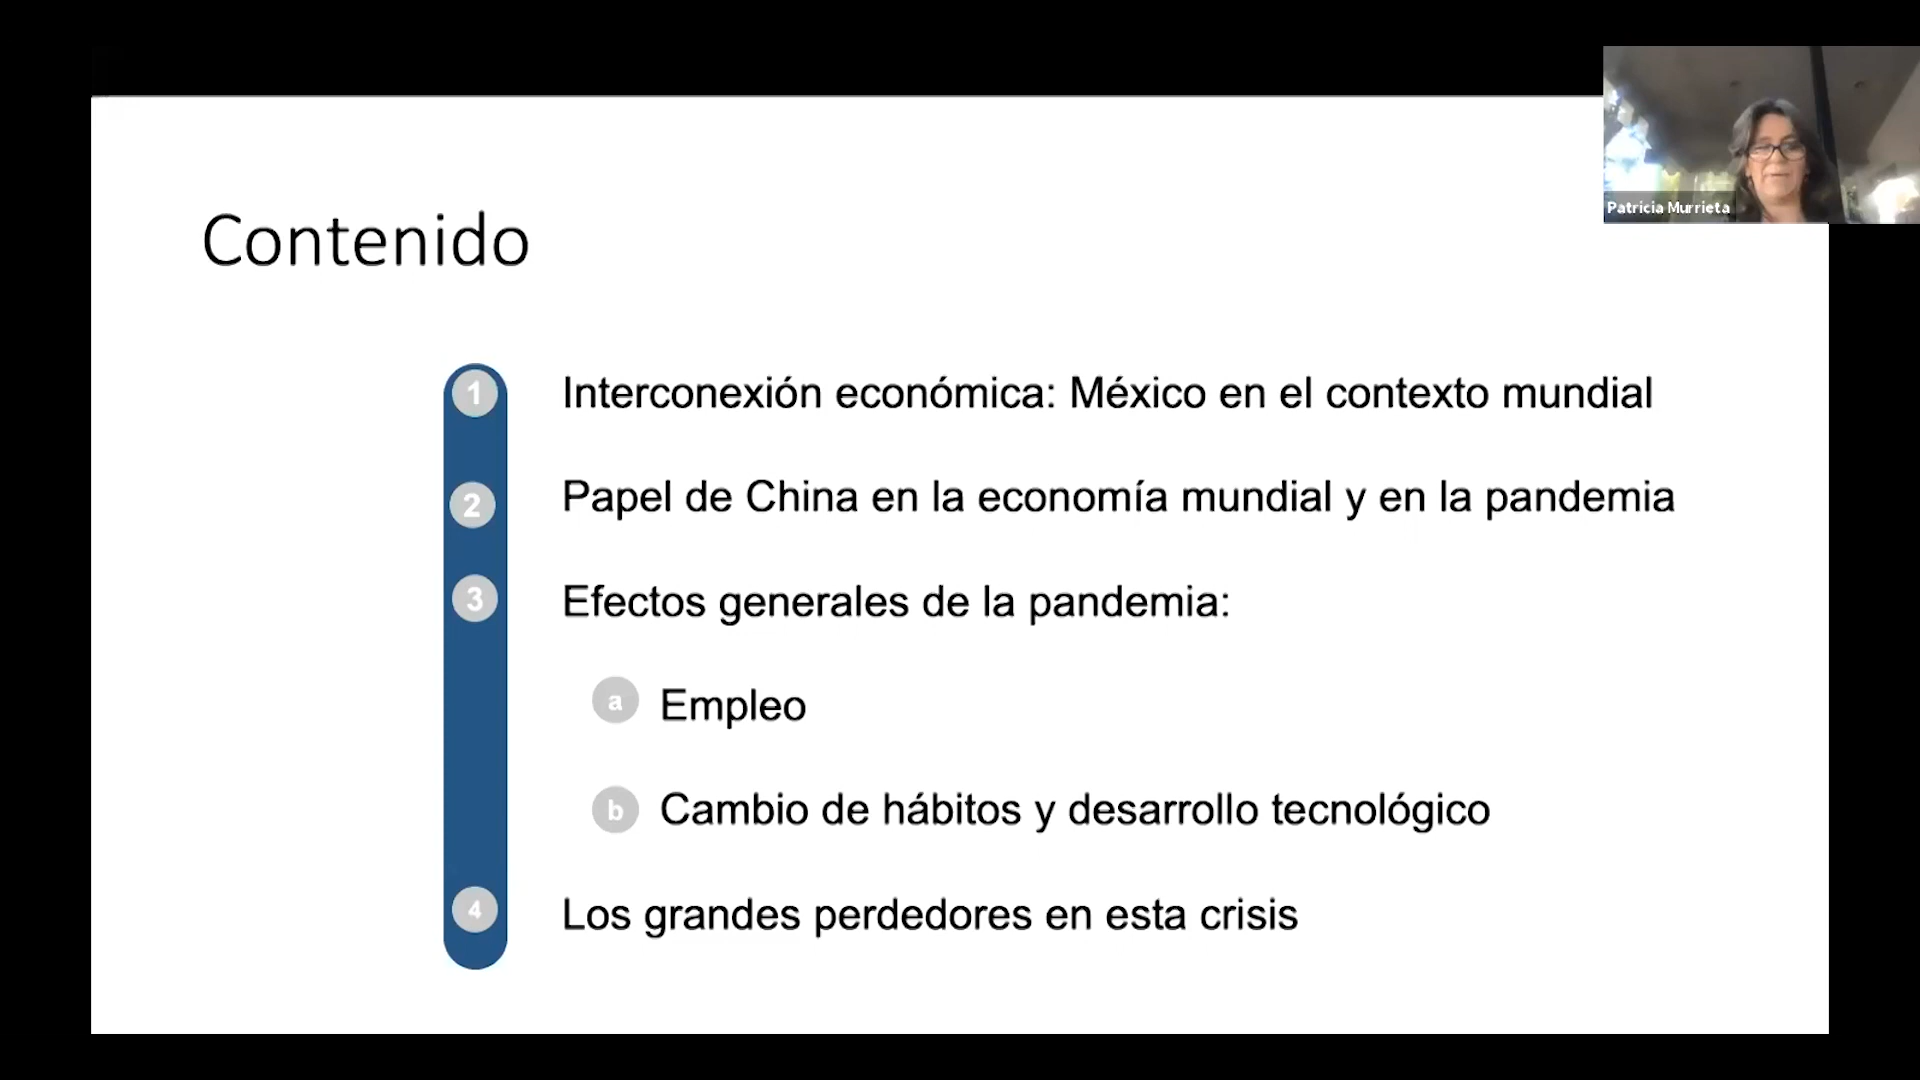 Patricia Murrieta
Contenido
1 Interconexión económica: México en el contexto mundial
2 Papel de China en la economía mundial y en la pandemia
3 Efectos generales de la pandemia:
a Empleo
b Cambio de hábitos y desarrollo tecnológico
4 Los grandes perdedores en esta crisis